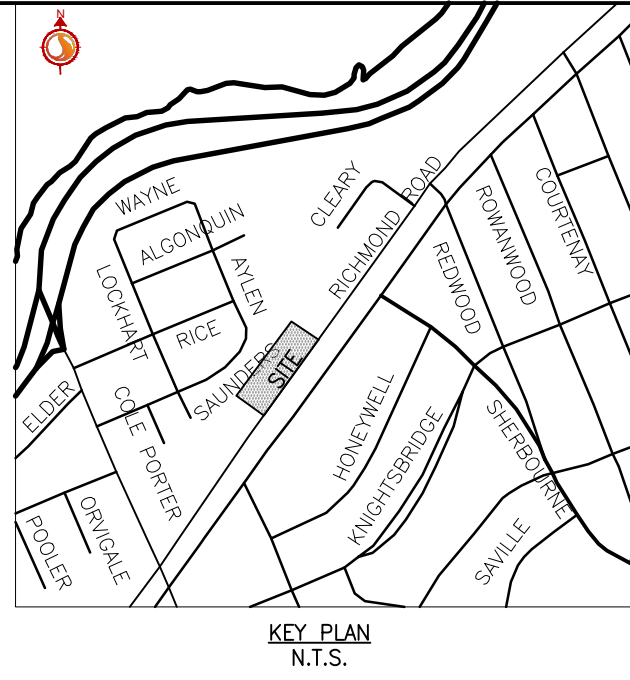 N
WAYNE
ALGONQUIN
CLEARY
RICHMOND ROAD
COURTENAY
ROWANWOOD
REDWOOD
LOCKHART
AYLEN
RICE
SAUNDERS
SITE
ELDER
COLE PORTER
HONEYWELL
KNIGHTSBRIDGE
SHERBOURNE
ORVIGALE
POOLER
SAVILLE
KEY PLAN
N.T.S.